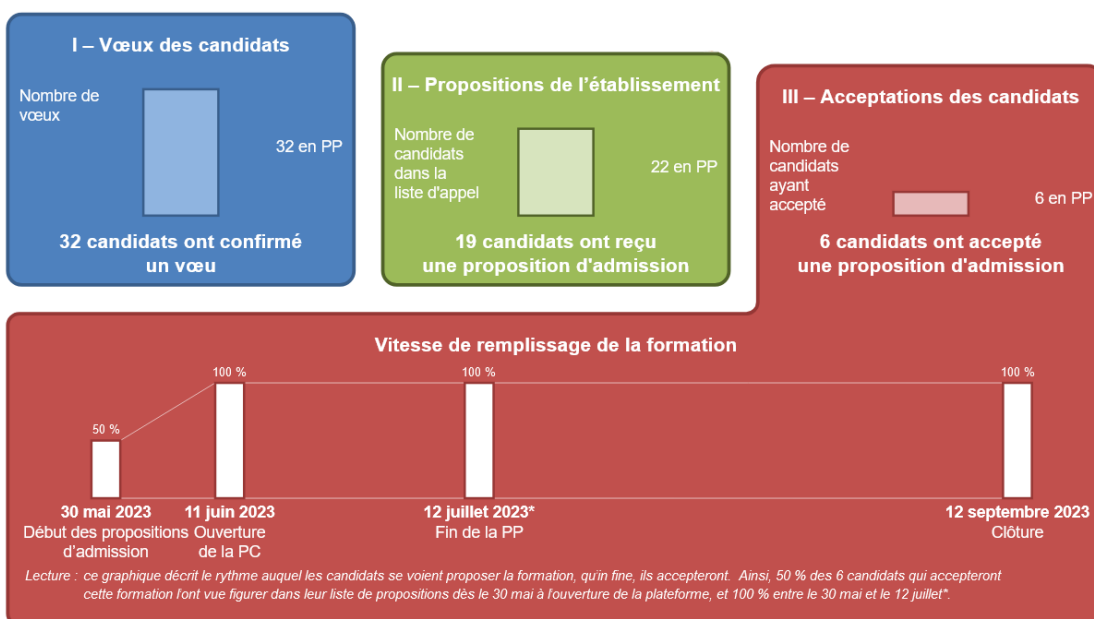 I – Vœux des candidats
Nombre de
vœux
32 en PP
32 candidats ont confirmé
un vœu
II – Propositions de l'établissement
Nombre de
candidats
dans la
liste d'appel
22 en PP
19 candidats ont reçu
une proposition d'admission
III – Acceptations des candidats
Nombre de
candidats
ayant
accepté
6 en PP
6 candidats ont accepté
une proposition d'admission
Vitesse de remplissage de la formation
50 %
100 %
100 %
100 %
30 mai 2023
Début des propositions
d'admission
11 juin 2023
Ouverture
de la PC
12 juillet 2023*
Fin de la PP
12 septembre 2023
Clôture
Lecture : ce graphique décrit le rythme auquel les candidats se voient proposer la formation, qu'in fine, ils accepteront. Ainsi, 50 % des 6 candidats qui accepteront
cette formation l'ont vue figurer dans leur liste de propositions dès le 30 mai à l'ouverture de la plateforme, et 100 % entre le 30 mai et le 12 juillet*.